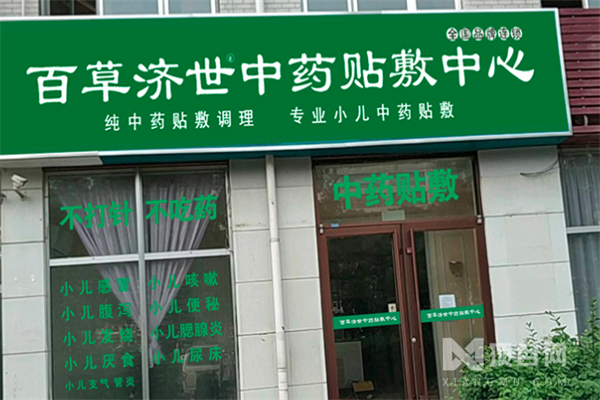 全国品牌连锁
百草济世®中药贴敷中心
纯中药贴敷调理 专业小儿中药贴敷
不打针 不吃药
小儿感冒 小儿咳嗽
小儿腹泻 小儿便秘
小儿发烧 小儿腮腺炎
小儿厌食 小儿尿床
小儿支气管炎
中药贴敷
百草济世中药贴敷中心
百草济世中药贴敷中心
项目网